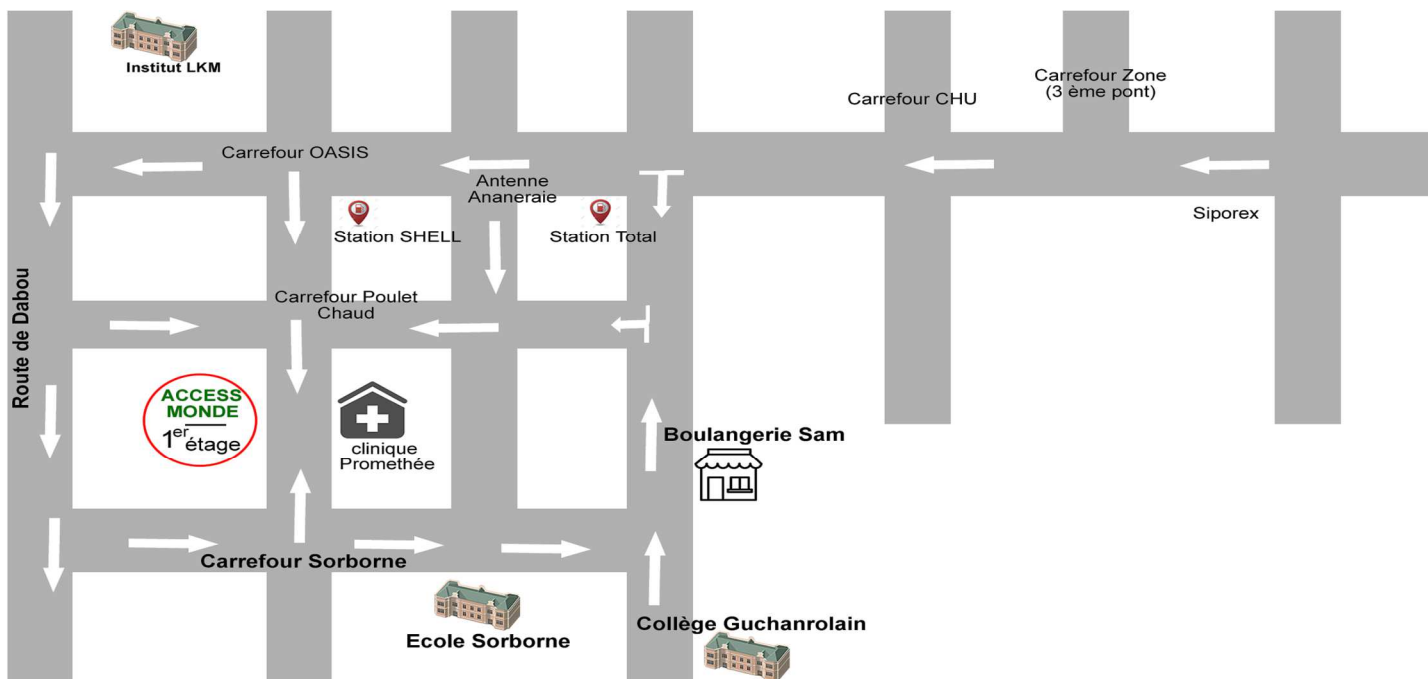 Institut LKM
Carrefour Zone
(3 ème pont)
Carrefour CHU
Carrefour OASIS
Antenne
Ananeraie
Siporex
Station SHELL
Station Total
Route de Dabou
Carrefour Poulet
Chaud
ACCESS
MONDE
1er étage
clinique
Promethée
Boulangerie Sam
Carrefour Sorborne
Ecole Sorborne
Collège Guchanrolain